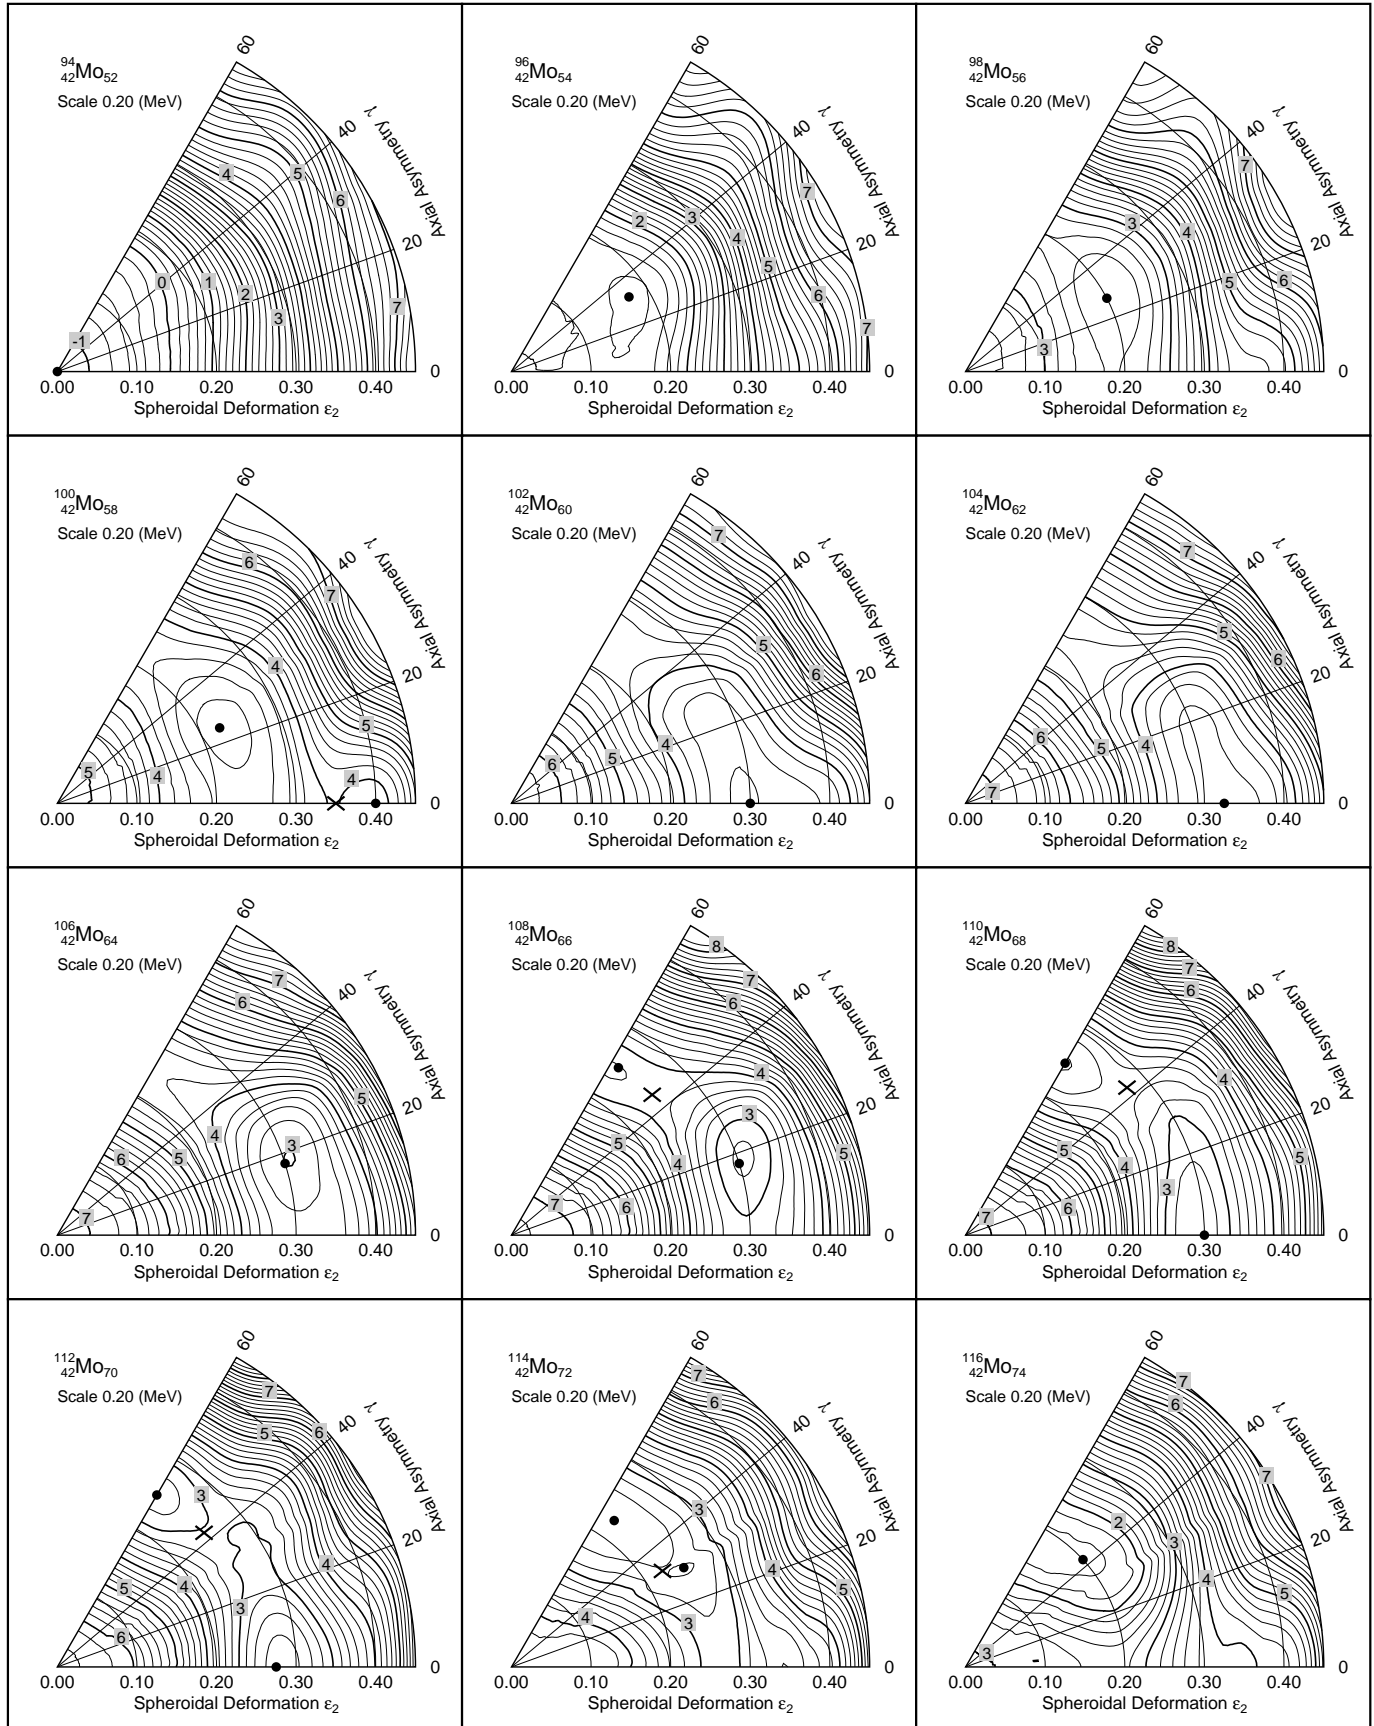 94
42Mo52
Scale 0.20 (MeV)
60
40
20
0
Axial Asymmetry γ
-1
0
1
2
3
4
5
6
7
0.00 0.10 0.20 0.30 0.40
Spheroidal Deformation ε2
96
42Mo54
Scale 0.20 (MeV)
60
40
20
0
Axial Asymmetry γ
2
3
4
5
6
7
7
0.00 0.10 0.20 0.30 0.40
Spheroidal Deformation ε2
98
42Mo56
Scale 0.20 (MeV)
60
40
20
0
Axial Asymmetry γ
7
3
4
5
6
3
0.00 0.10 0.20 0.30 0.40
Spheroidal Deformation ε2
100
42Mo58
Scale 0.20 (MeV)
60
40
20
0
Axial Asymmetry γ
6
7
4
5
5
4
4
0.00 0.10 0.20 0.30 0.40
Spheroidal Deformation ε2
102
42Mo60
Scale 0.20 (MeV)
60
40
20
0
Axial Asymmetry γ
7
5
6
4
5
6
0.00 0.10 0.20 0.30 0.40
Spheroidal Deformation ε2
104
42Mo62
Scale 0.20 (MeV)
60
40
20
0
Axial Asymmetry γ
7
5
6
6
5
4
7
0.00 0.10 0.20 0.30 0.40
Spheroidal Deformation ε2
106
42Mo64
Scale 0.20 (MeV)
60
40
20
0
Axial Asymmetry γ
7
6
5
4
3
6
5
7
0.00 0.10 0.20 0.30 0.40
Spheroidal Deformation ε2
108
42Mo66
Scale 0.20 (MeV)
60
40
20
0
Axial Asymmetry γ
8
7
6
4
3
5
5
4
7
6
0.00 0.10 0.20 0.30 0.40
Spheroidal Deformation ε2
110
42Mo68
Scale 0.20 (MeV)
60
40
20
0
Axial Asymmetry γ
8
7
6
4
5
5
4
3
6
7
0.00 0.10 0.20 0.30 0.40
Spheroidal Deformation ε2
112
42Mo70
Scale 0.20 (MeV)
60
40
20
0
Axial Asymmetry γ
7
6
5
3
4
5
4
3
6
0.00 0.10 0.20 0.30 0.40
Spheroidal Deformation ε2
114
42Mo72
Scale 0.20 (MeV)
60
40
20
0
Axial Asymmetry γ
7
6
3
4
5
4
3
0.00 0.10 0.20 0.30 0.40
Spheroidal Deformation ε2
116
42Mo74
Scale 0.20 (MeV)
60
40
20
0
Axial Asymmetry γ
7
6
7
2
3
4
5
3
0.00 0.10 0.20 0.30 0.40
Spheroidal Deformation ε2